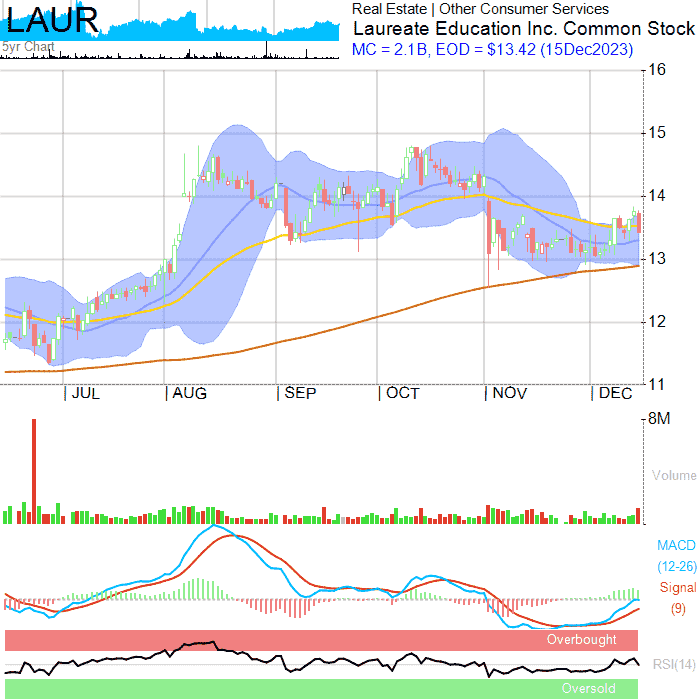 LAUR
5yr Chart
Real Estate | Other Consumer Services
Laureate Education Inc. Common Stock
MC = 2.1B, EOD = $13.42 (15Dec2023)
16
15
14
13
12
11
JUL AUG SEP OCT NOV DEC
8M
Volume
MACD
(12-26)
Signal
(9)
Overbought
RSI(14)
Oversold